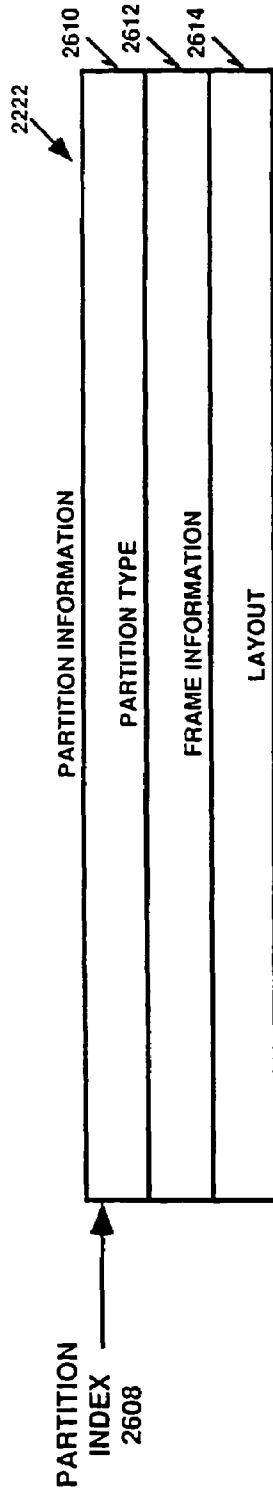 PARTITION INFORMATION
2222
PARTITION INDEX 2608
PARTITION TYPE
2610
FRAME INFORMATION
2612
LAYOUT
2614